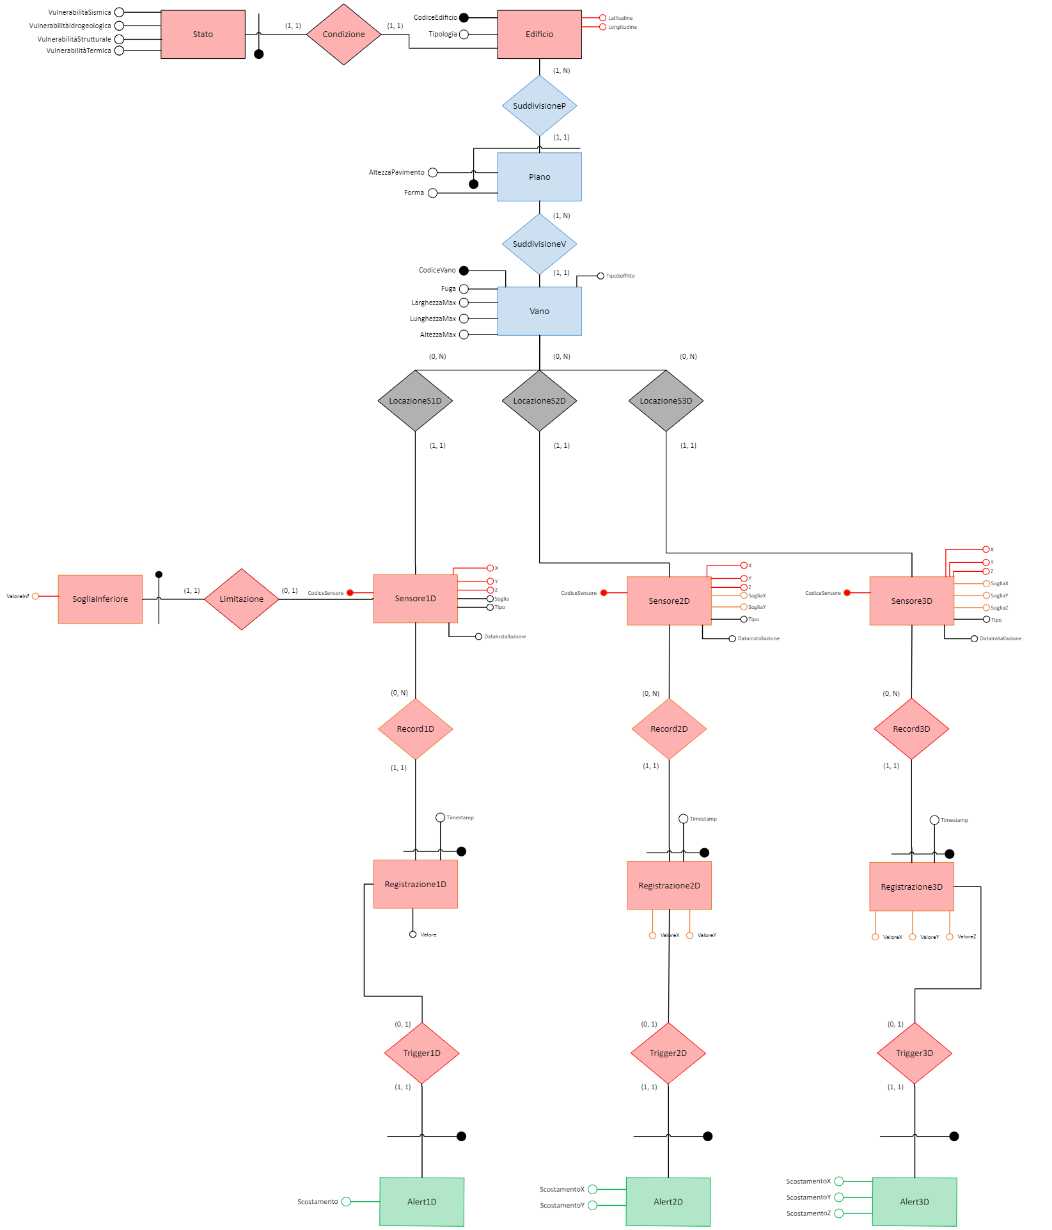 VulnerabilitàSismica
VulnerabilitàIdrogeologica
VulnerabilitàStrutturale
VulnerabilitàTermica
Stato
(1, 1)
Condizione
(1, 1)
CodiceEdificio
Tipologia
Edificio
Latitudine
Longitudine
(1, N)
SuddivisioneP
(1, 1)
AltezzaPavimento
Forma
Piano
(1, N)
SuddivisioneV
(1, 1)
CodiceVano
TipoSoffitto
Fuga
LarghezzaMax
LunghezzaMax
AltezzaMax
Vano
(0, N)
(0, N)
(0, N)
LocazioneS1D
LocazioneS2D
LocazioneS3D
(1, 1)
(1, 1)
(1, 1)
ValoreInf
SogliaInferiore
(1, 1)
Limitazione
(0, 1)
CodiceSensore
Sensore1D
X
Y
Z
Soglia
Tipo
DataInstallazione
CodiceSensore
Sensore2D
X
Y
Z
SogliaX
SogliaY
Tipo
DataInstallazione
CodiceSensore
Sensore3D
X
Y
Z
SogliaX
SogliaY
SogliaZ
Tipo
DataInstallazione
(0, N)
(0, N)
(0, N)
Record1D
Record2D
Record3D
(1, 1)
(1, 1)
(1, 1)
Timestamp
Timestamp
Timestamp
Registrazione1D
Registrazione2D
Registrazione3D
Valore
ValoreX
ValoreY
ValoreX
ValoreY
ValoreZ
(0, 1)
(0, 1)
(0, 1)
Trigger1D
Trigger2D
Trigger3D
(1, 1)
(1, 1)
(1, 1)
Scostamento
Alert1D
ScostamentoX
ScostamentoY
Alert2D
ScostamentoX
ScostamentoY
ScostamentoZ
Alert3D